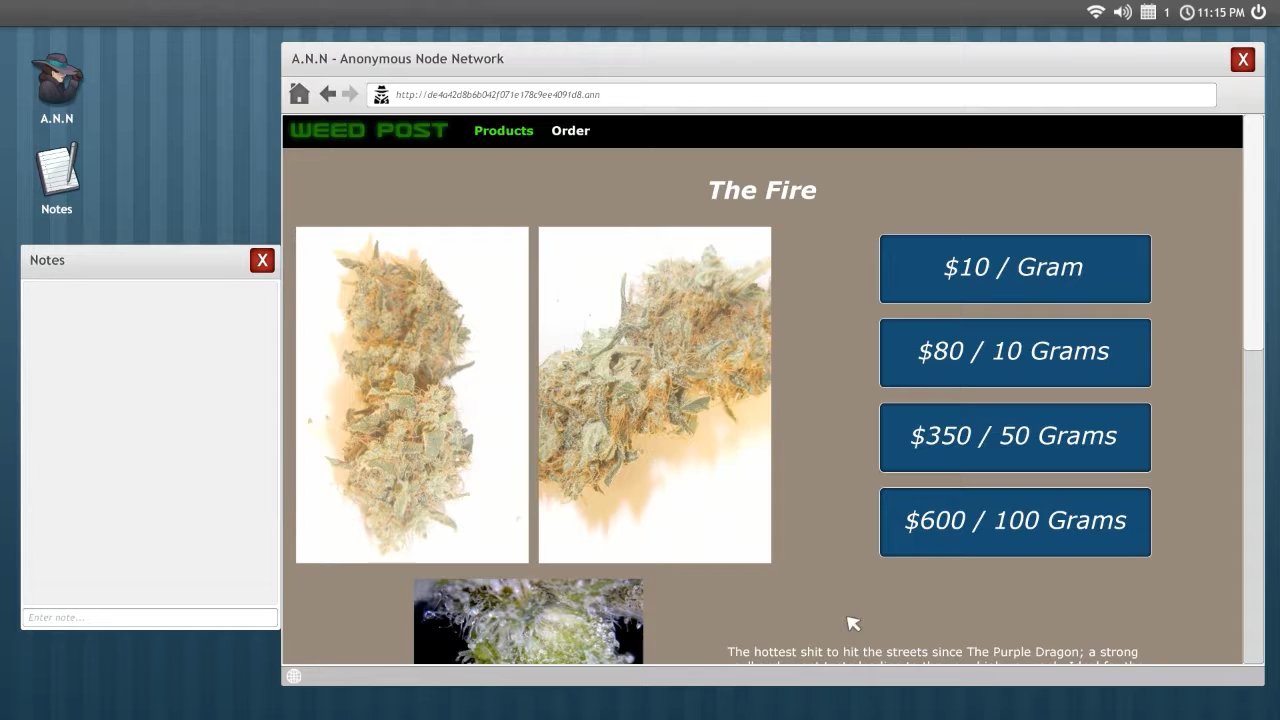 1 11:15 PM
A.N.N
Notes
Notes
X
Enter note...
A.N.N - Anonymous Node Network
X
http://de4a42d8b6b042f071e178c9ee4091d8.ann
WEED POST Products Order
The Fire
$10 / Gram
$80 / 10 Grams
$350 / 50 Grams
$600 / 100 Grams
The hottest shit to hit the streets since The Purple Dragon; a strong